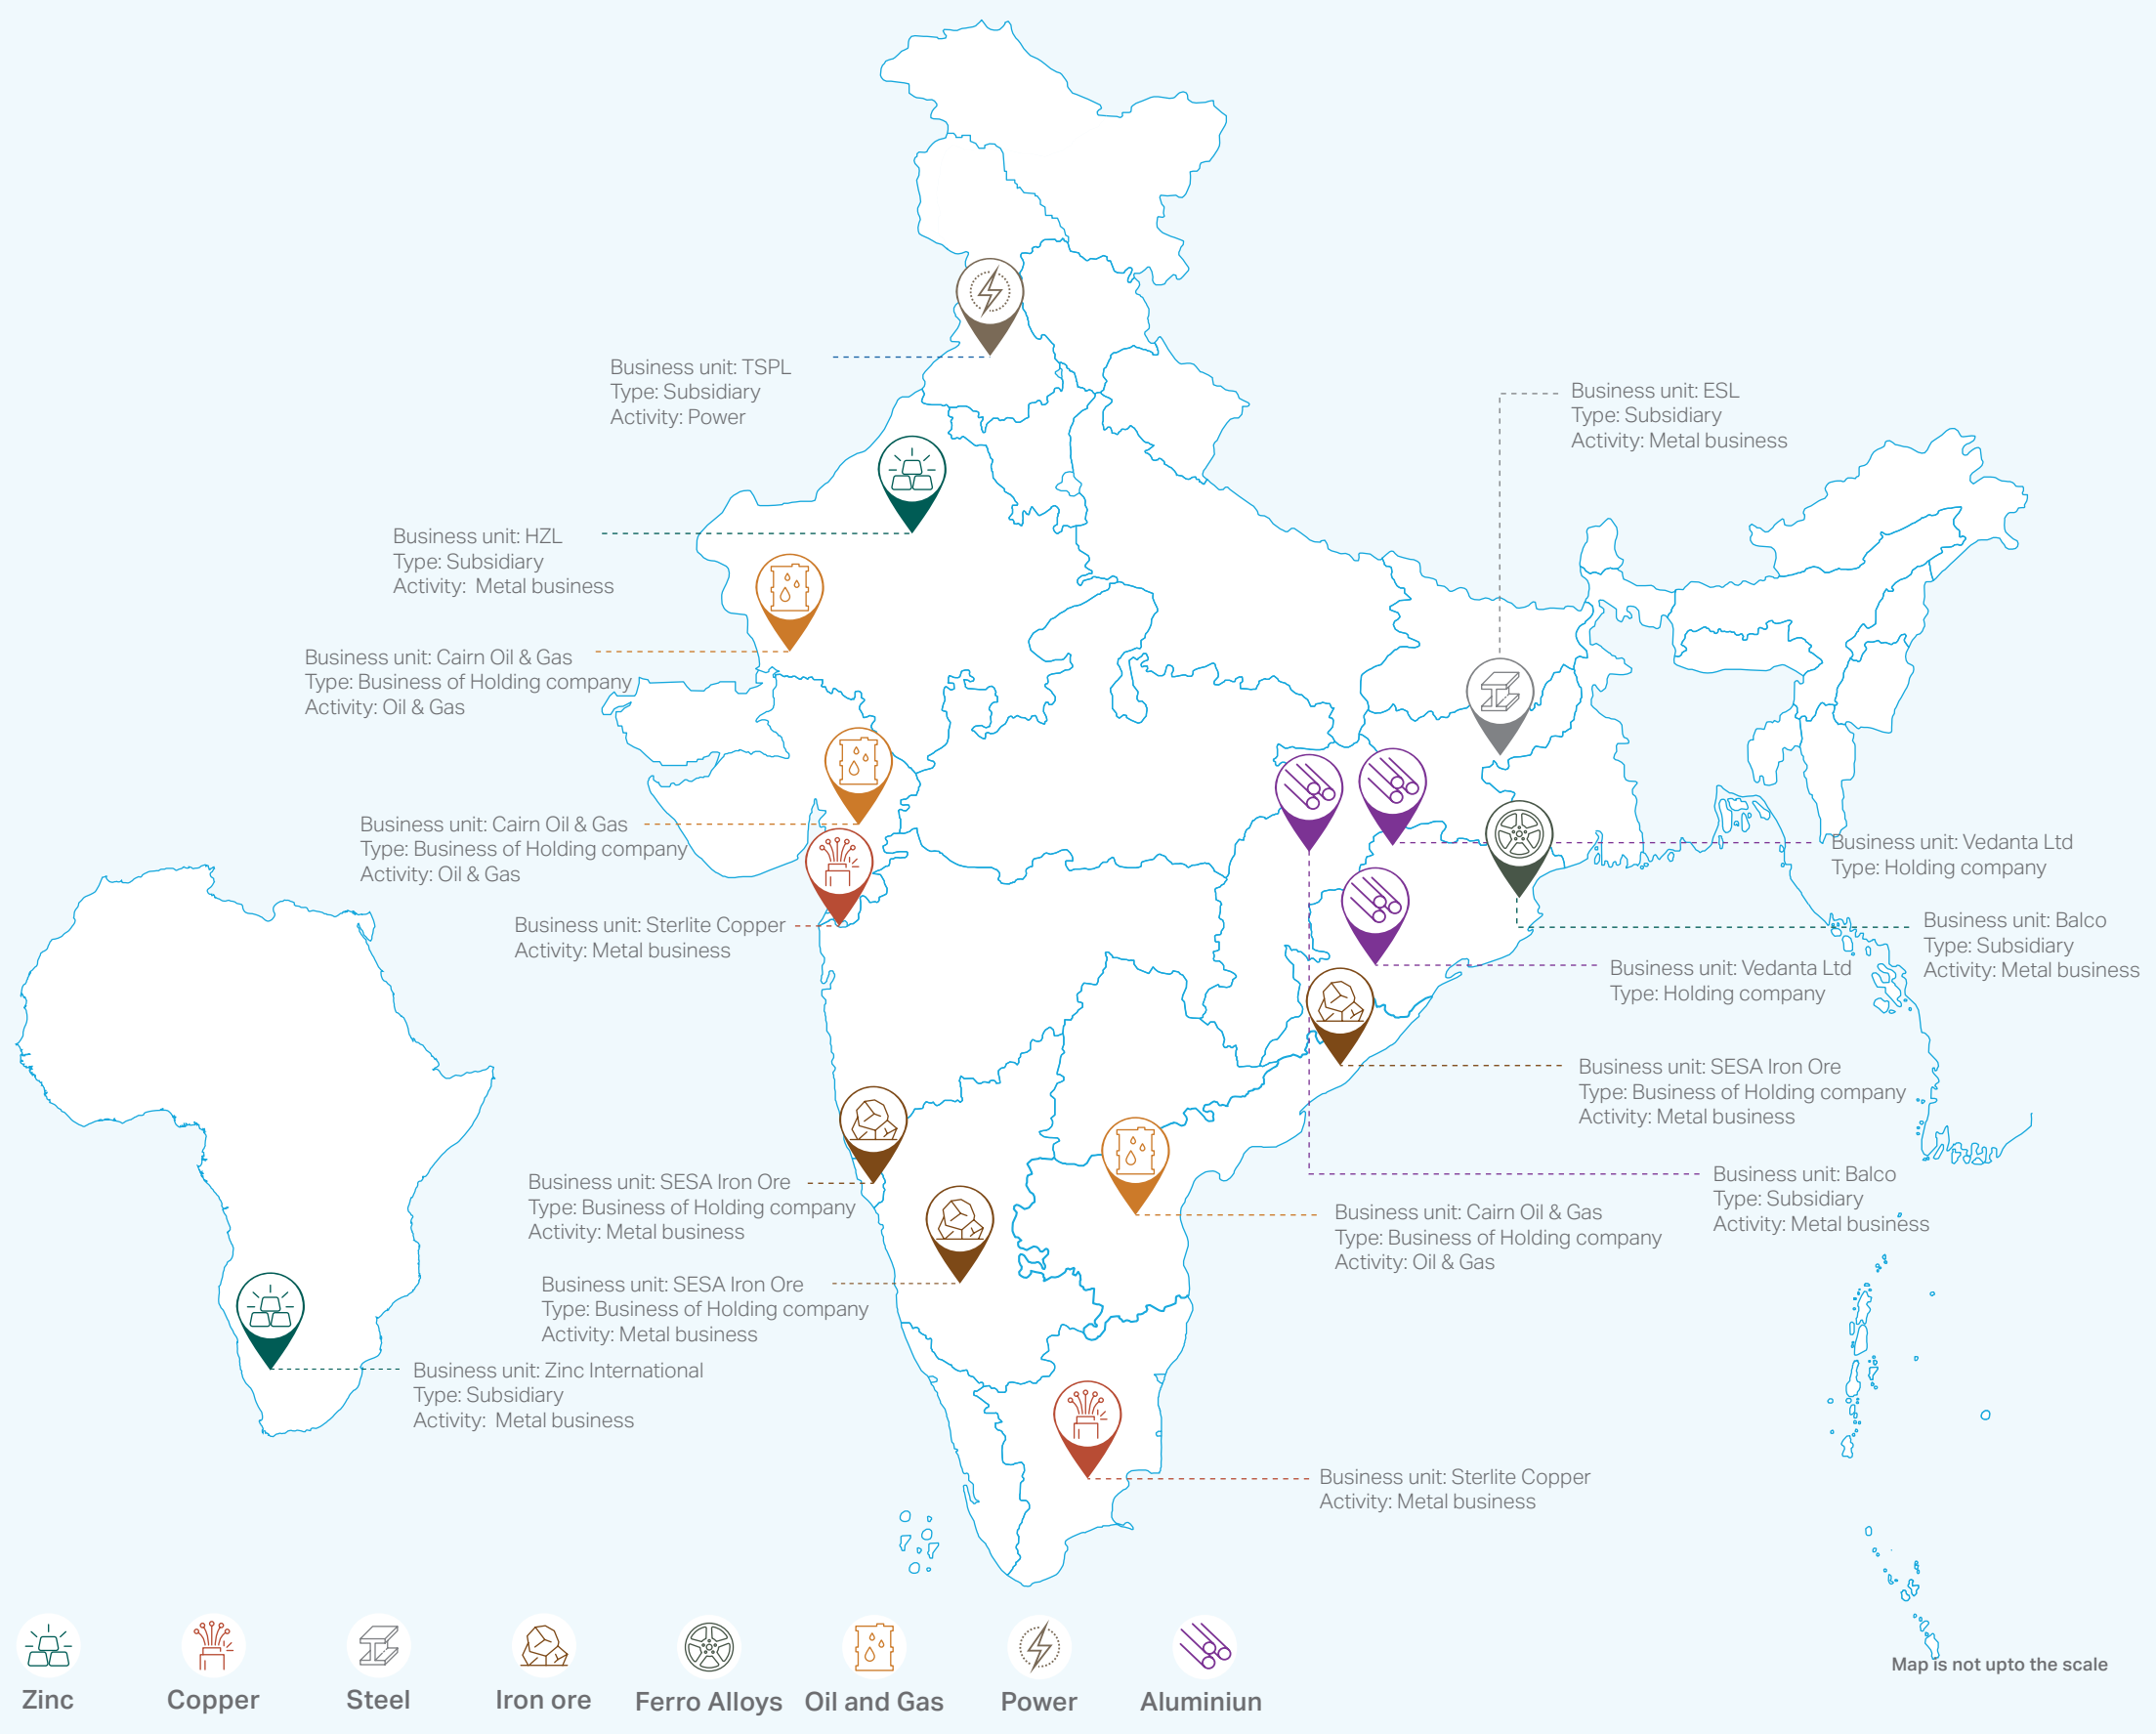 Business unit: TSPL
Type: Subsidiary
Activity: Power
Business unit: ESL
Type: Subsidiary
Activity: Metal business
Business unit: HZL
Type: Subsidiary
Activity:  Metal business
Business unit: Cairn Oil & Gas
Type: Business of Holding company
Activity: Oil & Gas
Business unit: Cairn Oil & Gas
Type: Business of Holding company
Activity: Oil & Gas
Business unit: Vedanta Ltd
Type: Holding company
Business unit: Sterlite Copper
Activity: Metal business
Business unit: Balco
Type: Subsidiary
Activity: Metal business
Business unit: Vedanta Ltd
Type: Holding company
Business unit: SESA Iron Ore
Type: Business of Holding company
Activity: Metal business
Business unit: SESA Iron Ore
Type: Business of Holding company
Activity: Metal business
Business unit: Balco
Type: Subsidiary
Activity: Metal business
Business unit: Cairn Oil & Gas
Type: Business of Holding company
Activity: Oil & Gas
Business unit: SESA Iron Ore
Type: Business of Holding company
Activity: Metal business
Business unit: Zinc International
Type: Subsidiary
Activity:  Metal business
Business unit: Sterlite Copper
Activity: Metal business
Map is not upto the scale
Zinc
Copper
Steel
Iron ore
Ferro Alloys
Oil and Gas
Power
Aluminiun